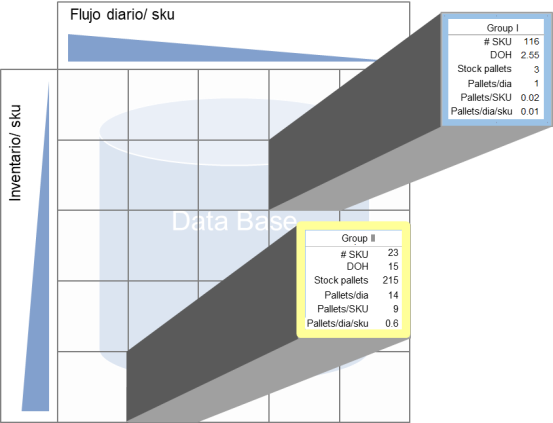 Flujo diario/ sku
Inventario/ sku
Data Base
Group I
# SKU 116
DOH 2.55
Stock pallets 3
Pallets/dia 1
Pallets/SKU 0.02
Pallets/dia/sku 0.01
Group II
# SKU 23
DOH 15
Stock pallets 215
Pallets/dia 14
Pallets/SKU 9
Pallets/dia/sku 0.6